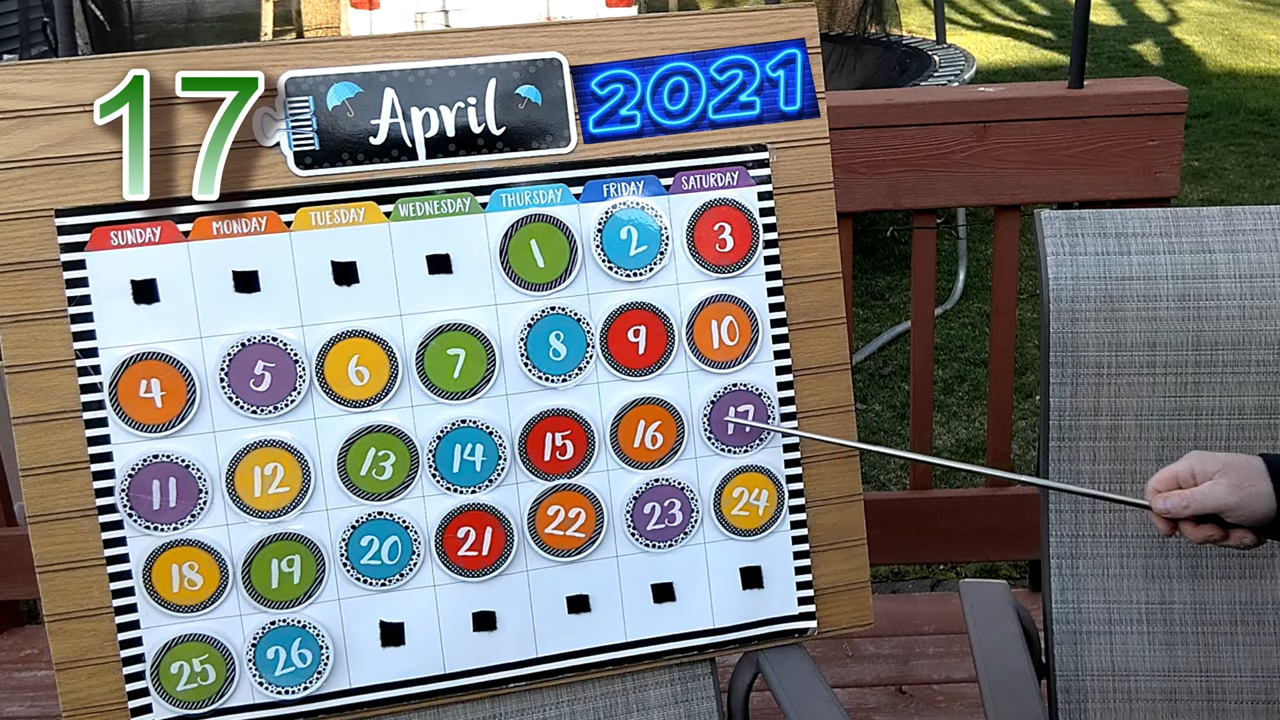 17 April 2021
SUNDAY MONDAY TUESDAY WEDNESDAY THURSDAY FRIDAY SATURDAY
1 2 3
4 5 6 7 8 9 10
11 12 13 14 15 16 17
18 19 20 21 22 23 24
25 26